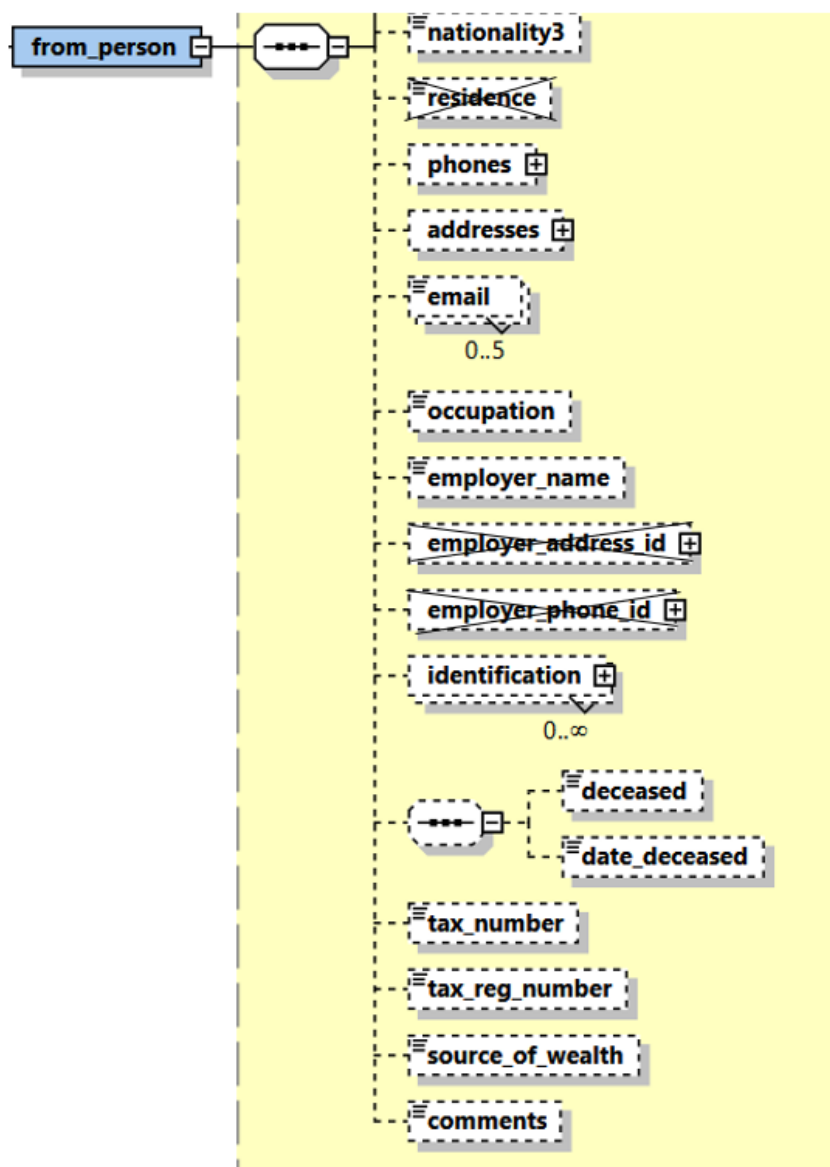 from_person
nationality3
residence
phones
addresses
email
0..5
occupation
employer_name
employer_address_id
employer_phone_id
identification
0..∞
deceased
date_deceased
tax_number
tax_reg_number
source_of_wealth
comments